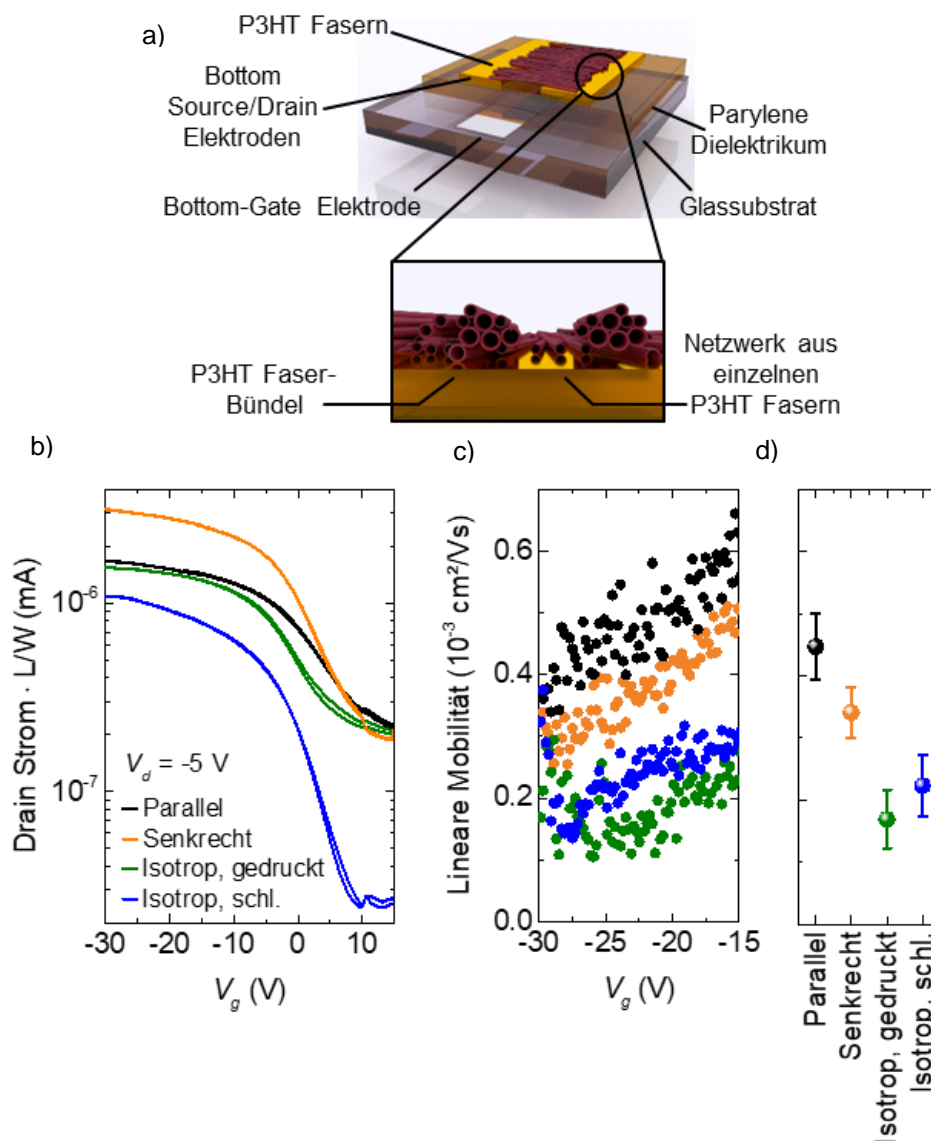 a)
P3HT Fasern
Bottom
Source/Drain
Elektroden
Parylene
Dielektrikum
Bottom-Gate Elektrode
Glassubstrat
P3HT Faser-
Bündel
Netzwerk aus
einzelnen
P3HT Fasern
b)
Drain Strom · L/W (mA)
10⁻⁶
10⁻⁷
V_d = -5 V
Parallel
Senkrecht
Isotrop, gedruckt
Isotrop, schl.
-30 -20 -10 0 10
V_g (V)
c)
Lineare Mobilität (10⁻³ cm²/Vs)
0.6
0.4
0.2
0.0
-30 -25 -20 -15
V_g (V)
d)
Parallel
Senkrecht
Isotrop, gedruckt
Isotrop, schl.